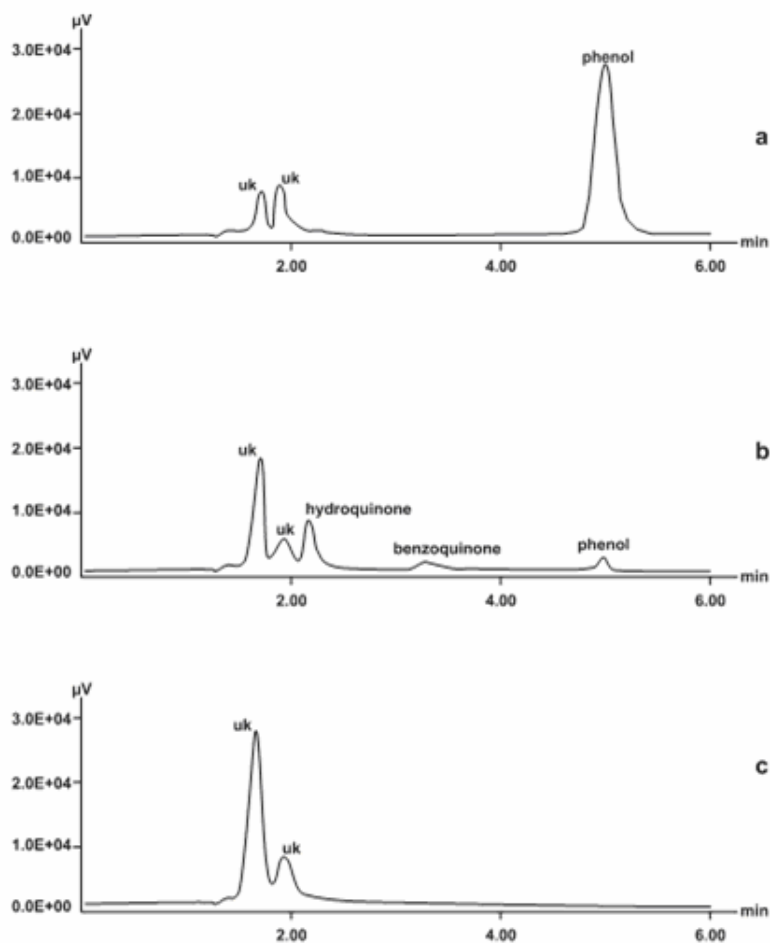 µV
3.0E+04
phenol
2.0E+04
a
1.0E+04
uk
uk
0.0E+00
min
2.00
4.00
6.00
µV
3.0E+04
2.0E+04
b
uk
1.0E+04
hydroquinone
uk
benzoquinone
phenol
0.0E+00
min
2.00
4.00
6.00
µV
3.0E+04
uk
2.0E+04
c
1.0E+04
uk
0.0E+00
min
2.00
4.00
6.00